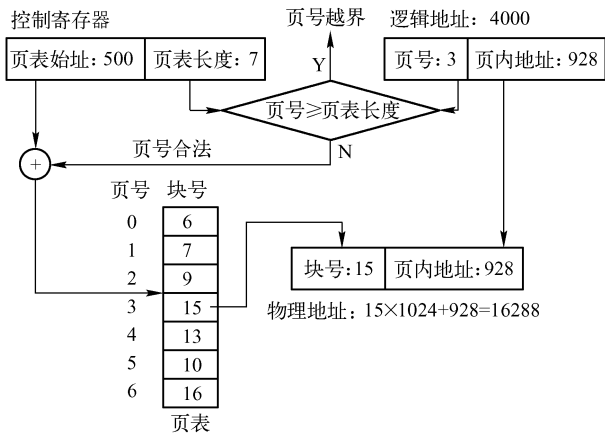 控制寄存器
页号越界
逻辑地址：4000
页表始址：500
页表长度：7
Y
页号：3
页内地址：928
页号≥页表长度
页号合法
N
+
页号
块号
0
6
1
7
2
9
3
15
4
13
5
10
6
16
页表
块号：15
页内地址：928
物理地址：15×1024+928=16288